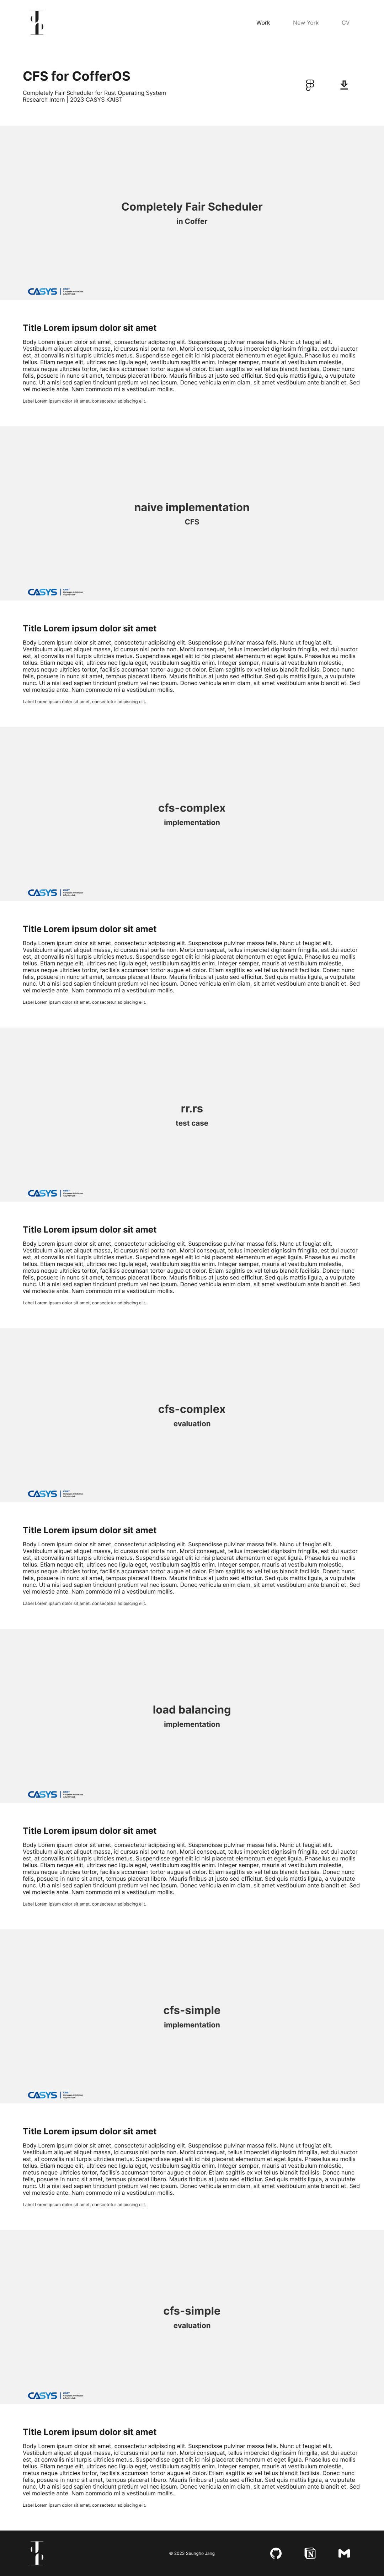 Work New York CV
CFS for CofferOS
Completely Fair Scheduler for Rust Operating System
Research Intern | 2023 CASYS KAIST
Completely Fair Scheduler
in Coffer
CASYS
Title Lorem ipsum dolor sit amet
Body Lorem ipsum dolor sit amet, consectetur adipiscing elit. Suspendisse pulvinar massa felis. Nunc ut feugiat elit.
Vestibulum aliquet aliquet massa, id cursus nisl porta non. Morbi consequat, tellus imperdiet dignissim fringilla, est dui auctor
est, at convallis nisl turpis ultricies metus. Suspendisse eget elit id nisi placerat elementum et eget ligula. Phasellus eu mollis
tellus. Etiam neque elit, ultrices nec ligula eget, vestibulum sagittis enim. Integer semper, mauris at vestibulum molestie,
metus neque ultricies tortor, facilisis accumsan tortor augue et dolor. Etiam sagittis ex vel tellus blandit facilisis. Donec nunc
felis, posuere in nunc sit amet, tempus placerat libero. Mauris finibus at justo sed efficitur. Sed quis mattis ligula, a vulputate
nunc. Ut a nisi sed sapien tincidunt pretium vel nec ipsum. Donec vehicula enim diam, sit amet vestibulum ante blandit et. Sed
vel molestie ante. Nam commodo mi a vestibulum mollis.
Label Lorem ipsum dolor sit amet, consectetur adipiscing elit.
naive implementation
CFS
CASYS
Title Lorem ipsum dolor sit amet
Body Lorem ipsum dolor sit amet, consectetur adipiscing elit. Suspendisse pulvinar massa felis. Nunc ut feugiat elit.
Vestibulum aliquet aliquet massa, id cursus nisl porta non. Morbi consequat, tellus imperdiet dignissim fringilla, est dui auctor
est, at convallis nisl turpis ultricies metus. Suspendisse eget elit id nisi placerat elementum et eget ligula. Phasellus eu mollis
tellus. Etiam neque elit, ultrices nec ligula eget, vestibulum sagittis enim. Integer semper, mauris at vestibulum molestie,
metus neque ultricies tortor, facilisis accumsan tortor augue et dolor. Etiam sagittis ex vel tellus blandit facilisis. Donec nunc
felis, posuere in nunc sit amet, tempus placerat libero. Mauris finibus at justo sed efficitur. Sed quis mattis ligula, a vulputate
nunc. Ut a nisi sed sapien tincidunt pretium vel nec ipsum. Donec vehicula enim diam, sit amet vestibulum ante blandit et. Sed
vel molestie ante. Nam commodo mi a vestibulum mollis.
Label Lorem ipsum dolor sit amet, consectetur adipiscing elit.
cfs-complex
implementation
CASYS
Title Lorem ipsum dolor sit amet
Body Lorem ipsum dolor sit amet, consectetur adipiscing elit. Suspendisse pulvinar massa felis. Nunc ut feugiat elit.
Vestibulum aliquet aliquet massa, id cursus nisl porta non. Morbi consequat, tellus imperdiet dignissim fringilla, est dui auctor
est, at convallis nisl turpis ultricies metus. Suspendisse eget elit id nisi placerat elementum et eget ligula. Phasellus eu mollis
tellus. Etiam neque elit, ultrices nec ligula eget, vestibulum sagittis enim. Integer semper, mauris at vestibulum molestie,
metus neque ultricies tortor, facilisis accumsan tortor augue et dolor. Etiam sagittis ex vel tellus blandit facilisis. Donec nunc
felis, posuere in nunc sit amet, tempus placerat libero. Mauris finibus at justo sed efficitur. Sed quis mattis ligula, a vulputate
nunc. Ut a nisi sed sapien tincidunt pretium vel nec ipsum. Donec vehicula enim diam, sit amet vestibulum ante blandit et. Sed
vel molestie ante. Nam commodo mi a vestibulum mollis.
Label Lorem ipsum dolor sit amet, consectetur adipiscing elit.
rr.rs
test case
CASYS
Title Lorem ipsum dolor sit amet
Body Lorem ipsum dolor sit amet, consectetur adipiscing elit. Suspendisse pulvinar massa felis. Nunc ut feugiat elit.
Vestibulum aliquet aliquet massa, id cursus nisl porta non. Morbi consequat, tellus imperdiet dignissim fringilla, est dui auctor
est, at convallis nisl turpis ultricies metus. Suspendisse eget elit id nisi placerat elementum et eget ligula. Phasellus eu mollis
tellus. Etiam neque elit, ultrices nec ligula eget, vestibulum sagittis enim. Integer semper, mauris at vestibulum molestie,
metus neque ultricies tortor, facilisis accumsan tortor augue et dolor. Etiam sagittis ex vel tellus blandit facilisis. Donec nunc
felis, posuere in nunc sit amet, tempus placerat libero. Mauris finibus at justo sed efficitur. Sed quis mattis ligula, a vulputate
nunc. Ut a nisi sed sapien tincidunt pretium vel nec ipsum. Donec vehicula enim diam, sit amet vestibulum ante blandit et. Sed
vel molestie ante. Nam commodo mi a vestibulum mollis.
Label Lorem ipsum dolor sit amet, consectetur adipiscing elit.
cfs-complex
evaluation
CASYS
Title Lorem ipsum dolor sit amet
Body Lorem ipsum dolor sit amet, consectetur adipiscing elit. Suspendisse pulvinar massa felis. Nunc ut feugiat elit.
Vestibulum aliquet aliquet massa, id cursus nisl porta non. Morbi consequat, tellus imperdiet dignissim fringilla, est dui auctor
est, at convallis nisl turpis ultricies metus. Suspendisse eget elit id nisi placerat elementum et eget ligula. Phasellus eu mollis
tellus. Etiam neque elit, ultrices nec ligula eget, vestibulum sagittis enim. Integer semper, mauris at vestibulum molestie,
metus neque ultricies tortor, facilisis accumsan tortor augue et dolor. Etiam sagittis ex vel tellus blandit facilisis. Donec nunc
felis, posuere in nunc sit amet, tempus placerat libero. Mauris finibus at justo sed efficitur. Sed quis mattis ligula, a vulputate
nunc. Ut a nisi sed sapien tincidunt pretium vel nec ipsum. Donec vehicula enim diam, sit amet vestibulum ante blandit et. Sed
vel molestie ante. Nam commodo mi a vestibulum mollis.
Label Lorem ipsum dolor sit amet, consectetur adipiscing elit.
load balancing
implementation
CASYS
Title Lorem ipsum dolor sit amet
Body Lorem ipsum dolor sit amet, consectetur adipiscing elit. Suspendisse pulvinar massa felis. Nunc ut feugiat elit.
Vestibulum aliquet aliquet massa, id cursus nisl porta non. Morbi consequat, tellus imperdiet dignissim fringilla, est dui auctor
est, at convallis nisl turpis ultricies metus. Suspendisse eget elit id nisi placerat elementum et eget ligula. Phasellus eu mollis
tellus. Etiam neque elit, ultrices nec ligula eget, vestibulum sagittis enim. Integer semper, mauris at vestibulum molestie,
metus neque ultricies tortor, facilisis accumsan tortor augue et dolor. Etiam sagittis ex vel tellus blandit facilisis. Donec nunc
felis, posuere in nunc sit amet, tempus placerat libero. Mauris finibus at justo sed efficitur. Sed quis mattis ligula, a vulputate
nunc. Ut a nisi sed sapien tincidunt pretium vel nec ipsum. Donec vehicula enim diam, sit amet vestibulum ante blandit et. Sed
vel molestie ante. Nam commodo mi a vestibulum mollis.
Label Lorem ipsum dolor sit amet, consectetur adipiscing elit.
cfs-simple
implementation
CASYS
Title Lorem ipsum dolor sit amet
Body Lorem ipsum dolor sit amet, consectetur adipiscing elit. Suspendisse pulvinar massa felis. Nunc ut feugiat elit.
Vestibulum aliquet aliquet massa, id cursus nisl porta non. Morbi consequat, tellus imperdiet dignissim fringilla, est dui auctor
est, at convallis nisl turpis ultricies metus. Suspendisse eget elit id nisi placerat elementum et eget ligula. Phasellus eu mollis
tellus. Etiam neque elit, ultrices nec ligula eget, vestibulum sagittis enim. Integer semper, mauris at vestibulum molestie,
metus neque ultricies tortor, facilisis accumsan tortor augue et dolor. Etiam sagittis ex vel tellus blandit facilisis. Donec nunc
felis, posuere in nunc sit amet, tempus placerat libero. Mauris finibus at justo sed efficitur. Sed quis mattis ligula, a vulputate
nunc. Ut a nisi sed sapien tincidunt pretium vel nec ipsum. Donec vehicula enim diam, sit amet vestibulum ante blandit et. Sed
vel molestie ante. Nam commodo mi a vestibulum mollis.
Label Lorem ipsum dolor sit amet, consectetur adipiscing elit.
cfs-simple
evaluation
CASYS
Title Lorem ipsum dolor sit amet
Body Lorem ipsum dolor sit amet, consectetur adipiscing elit. Suspendisse pulvinar massa felis. Nunc ut feugiat elit.
Vestibulum aliquet aliquet massa, id cursus nisl porta non. Morbi consequat, tellus imperdiet dignissim fringilla, est dui auctor
est, at convallis nisl turpis ultricies metus. Suspendisse eget elit id nisi placerat elementum et eget ligula. Phasellus eu mollis
tellus. Etiam neque elit, ultrices nec ligula eget, vestibulum sagittis enim. Integer semper, mauris at vestibulum molestie,
metus neque ultricies tortor, facilisis accumsan tortor augue et dolor. Etiam sagittis ex vel tellus blandit facilisis. Donec nunc
felis, posuere in nunc sit amet, tempus placerat libero. Mauris finibus at justo sed efficitur. Sed quis mattis ligula, a vulputate
nunc. Ut a nisi sed sapien tincidunt pretium vel nec ipsum. Donec vehicula enim diam, sit amet vestibulum ante blandit et. Sed
vel molestie ante. Nam commodo mi a vestibulum mollis.
Label Lorem ipsum dolor sit amet, consectetur adipiscing elit.
© 2023 Seungho Jang